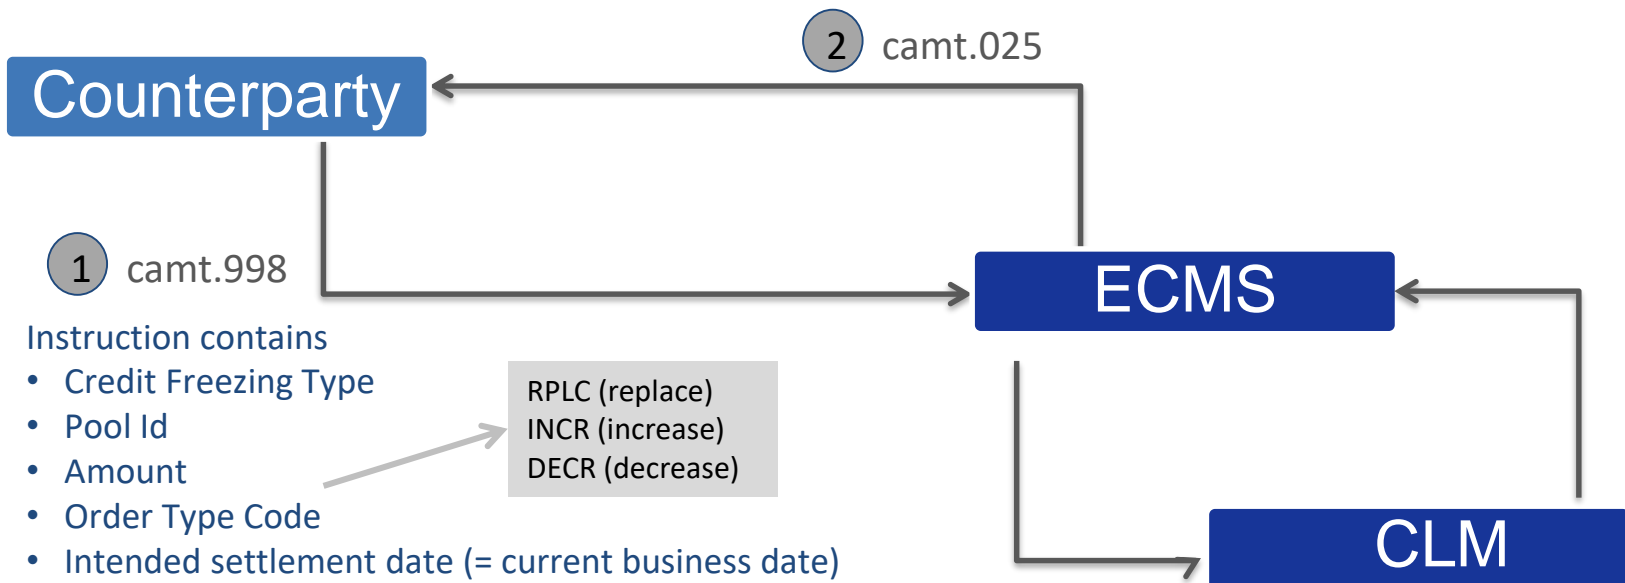 2 camt.025
Counterparty
1 camt.998
ECMS
Instruction contains
• Credit Freezing Type
• Pool Id
• Amount
• Order Type Code
• Intended settlement date (= current business date)
RPLC (replace)
INCR (increase)
DECR (decrease)
CLM